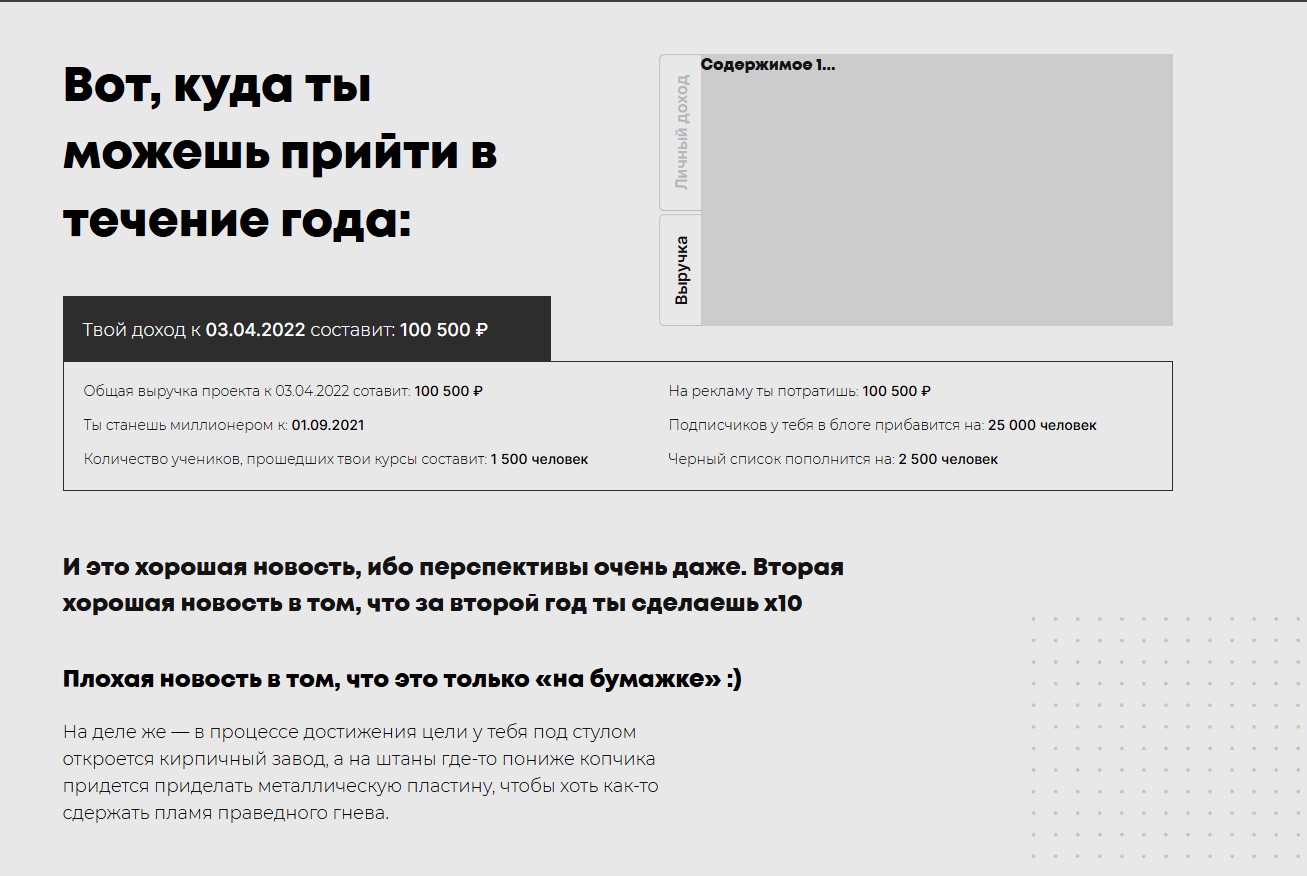 Вот, куда ты
можешь прийти в
течение года:
Личный доход
Выручка
Содержимое 1...
Твой доход к 03.04.2022 составит: 100 500 ₽
Общая выручка проекта к 03.04.2022 сотавит: 100 500 ₽
Ты станешь миллионером к: 01.09.2021
Количество учеников, прошедших твои курсы составит: 1 500 человек
На рекламу ты потратишь: 100 500 ₽
Подписчиков у тебя в блоге прибавится на: 25 000 человек
Черный список пополнится на: 2 500 человек
И это хорошая новость, ибо перспективы очень даже. Вторая
хорошая новость в том, что за второй год ты сделаешь х10
Плохая новость в том, что это только «на бумажке» :)
На деле же — в процессе достижения цели у тебя под стулом
откроется кирпичный завод, а на штаны где-то пониже копчика
придется приделать металлическую пластину, чтобы хоть как-то
сдержать пламя праведного гнева.